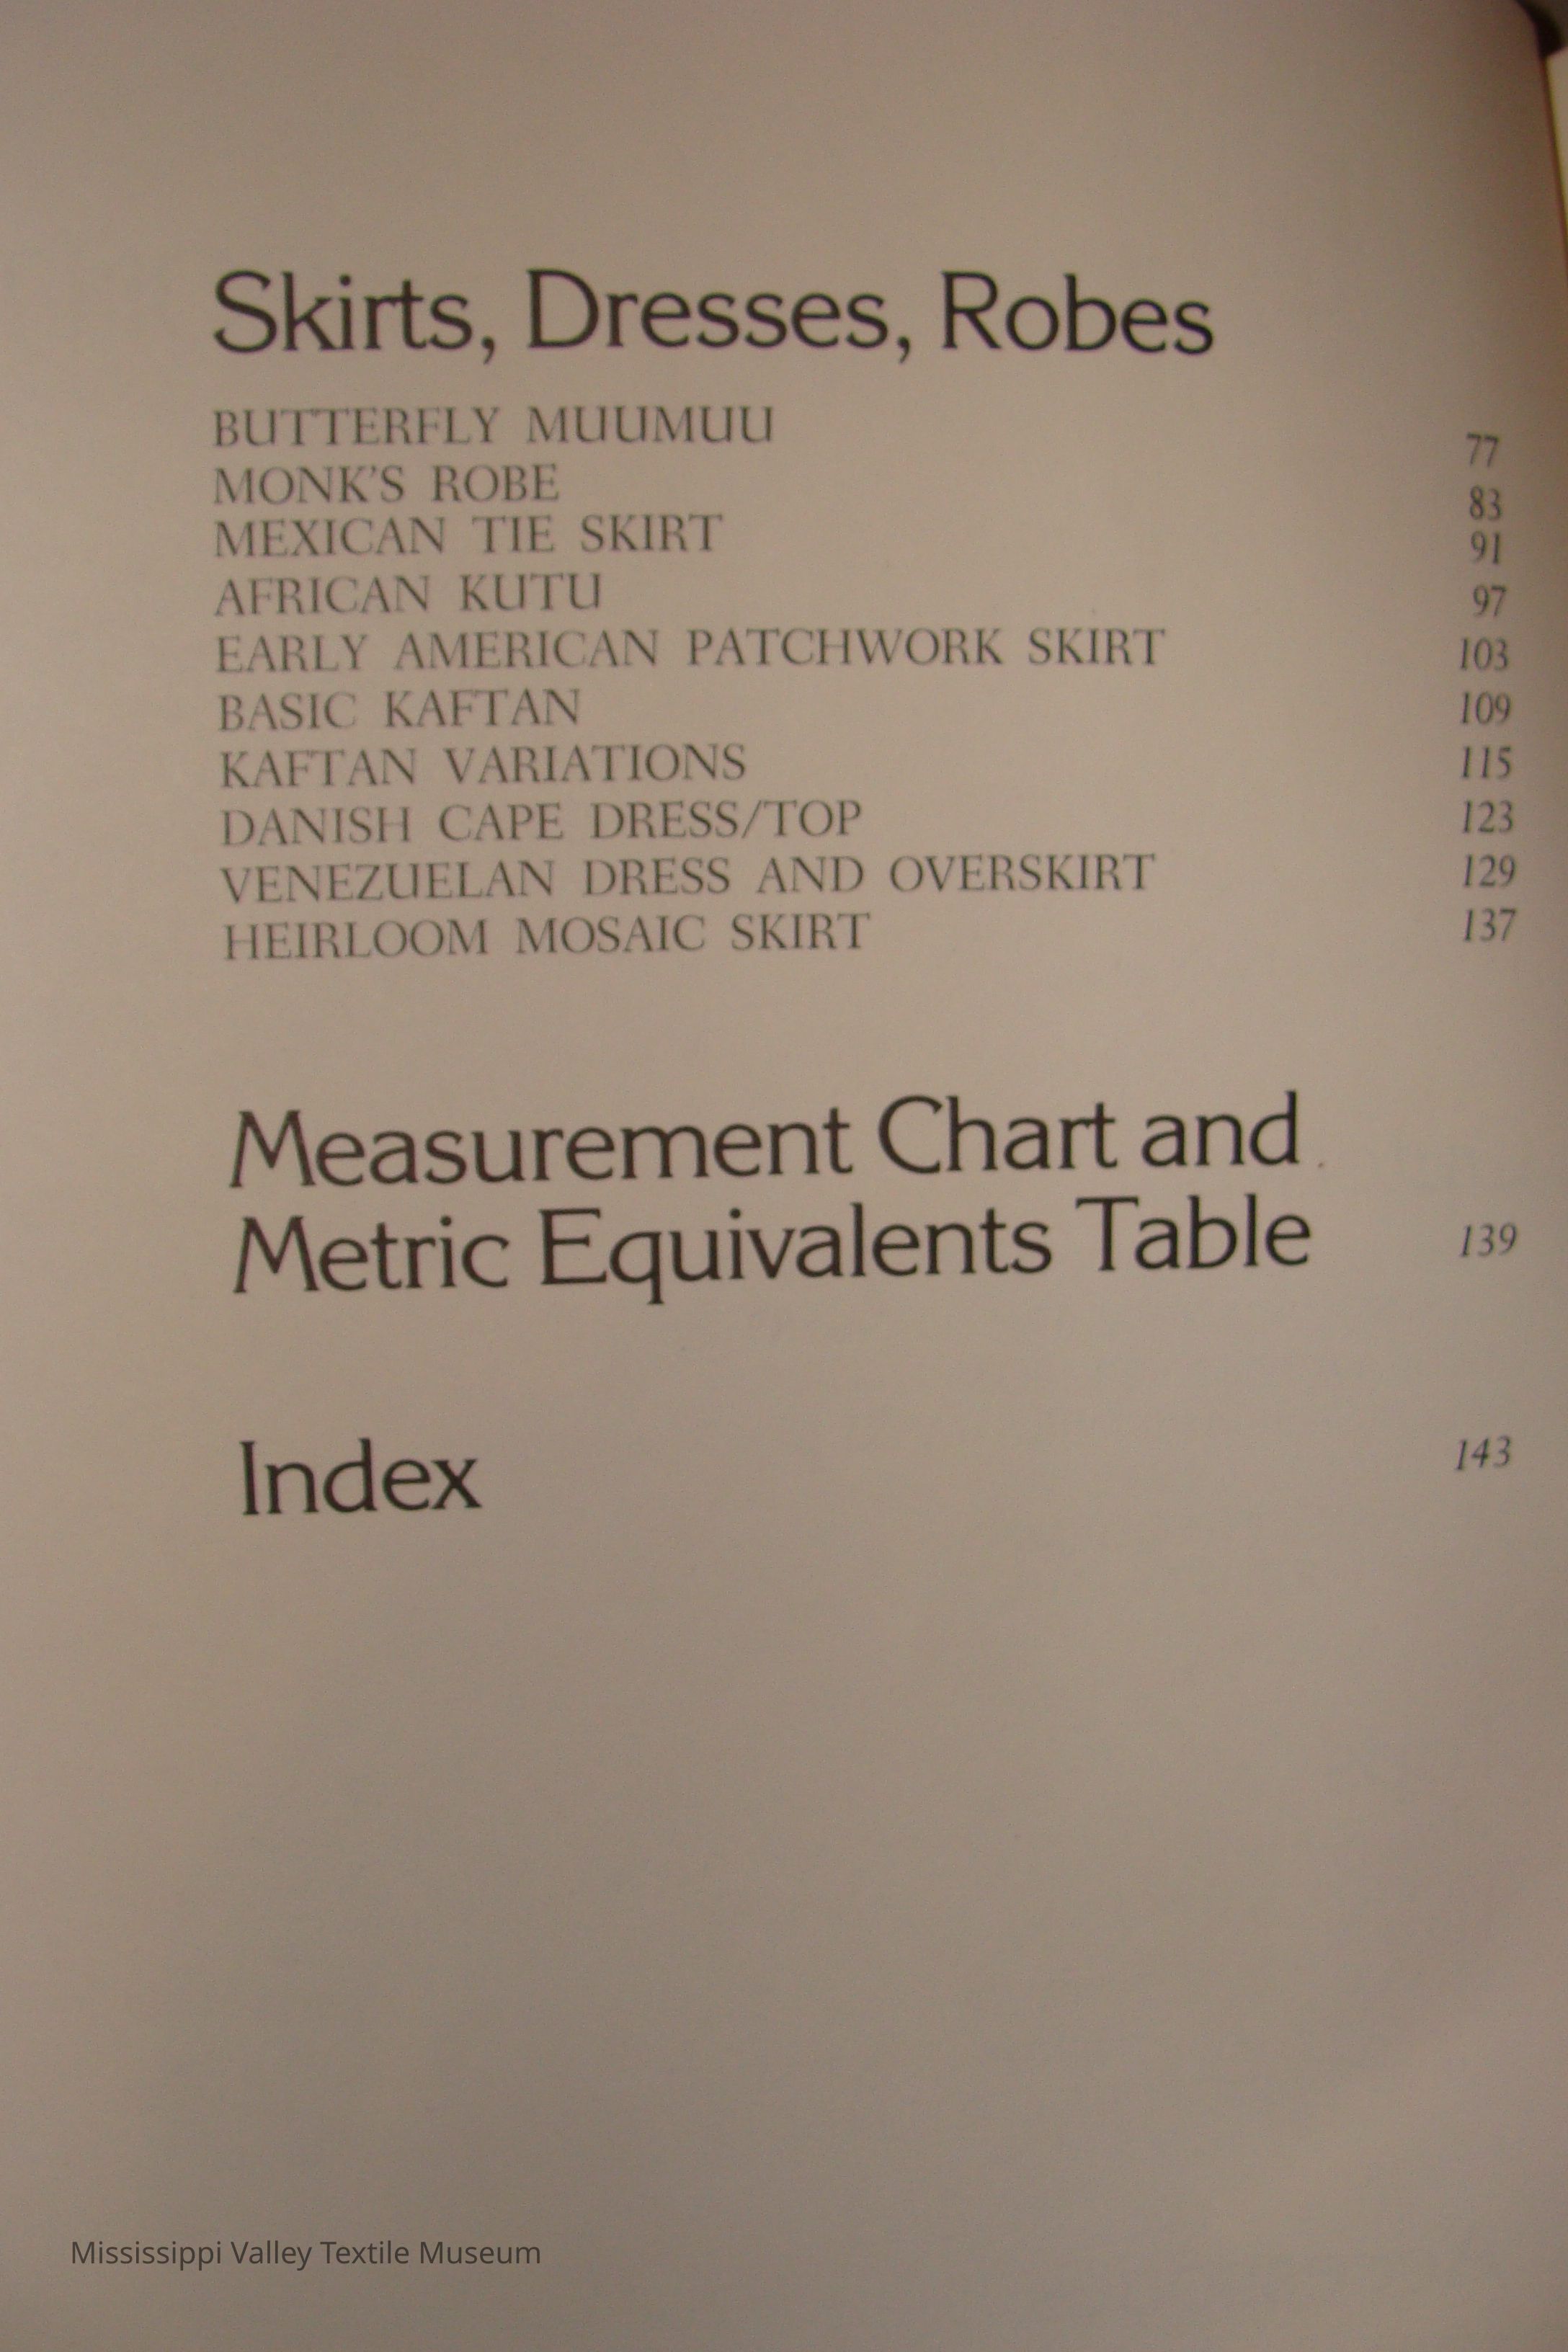 Skirts, Dresses, Robes
BUTTERFLY MUUMUU 77
MONK'S ROBE 83
MEXICAN TIE SKIRT 91
AFRICAN KUTU 97
EARLY AMERICAN PATCHWORK SKIRT 103
BASIC KAFTAN 109
KAFTAN VARIATIONS 115
DANISH CAPE DRESS/TOP 123
VENEZUELAN DRESS AND OVERSKIRT 129
HEIRLOOM MOSAIC SKIRT 137
Measurement Chart and
Metric Equivalents Table 139
Index 143
Mississippi Valley Textile Museum